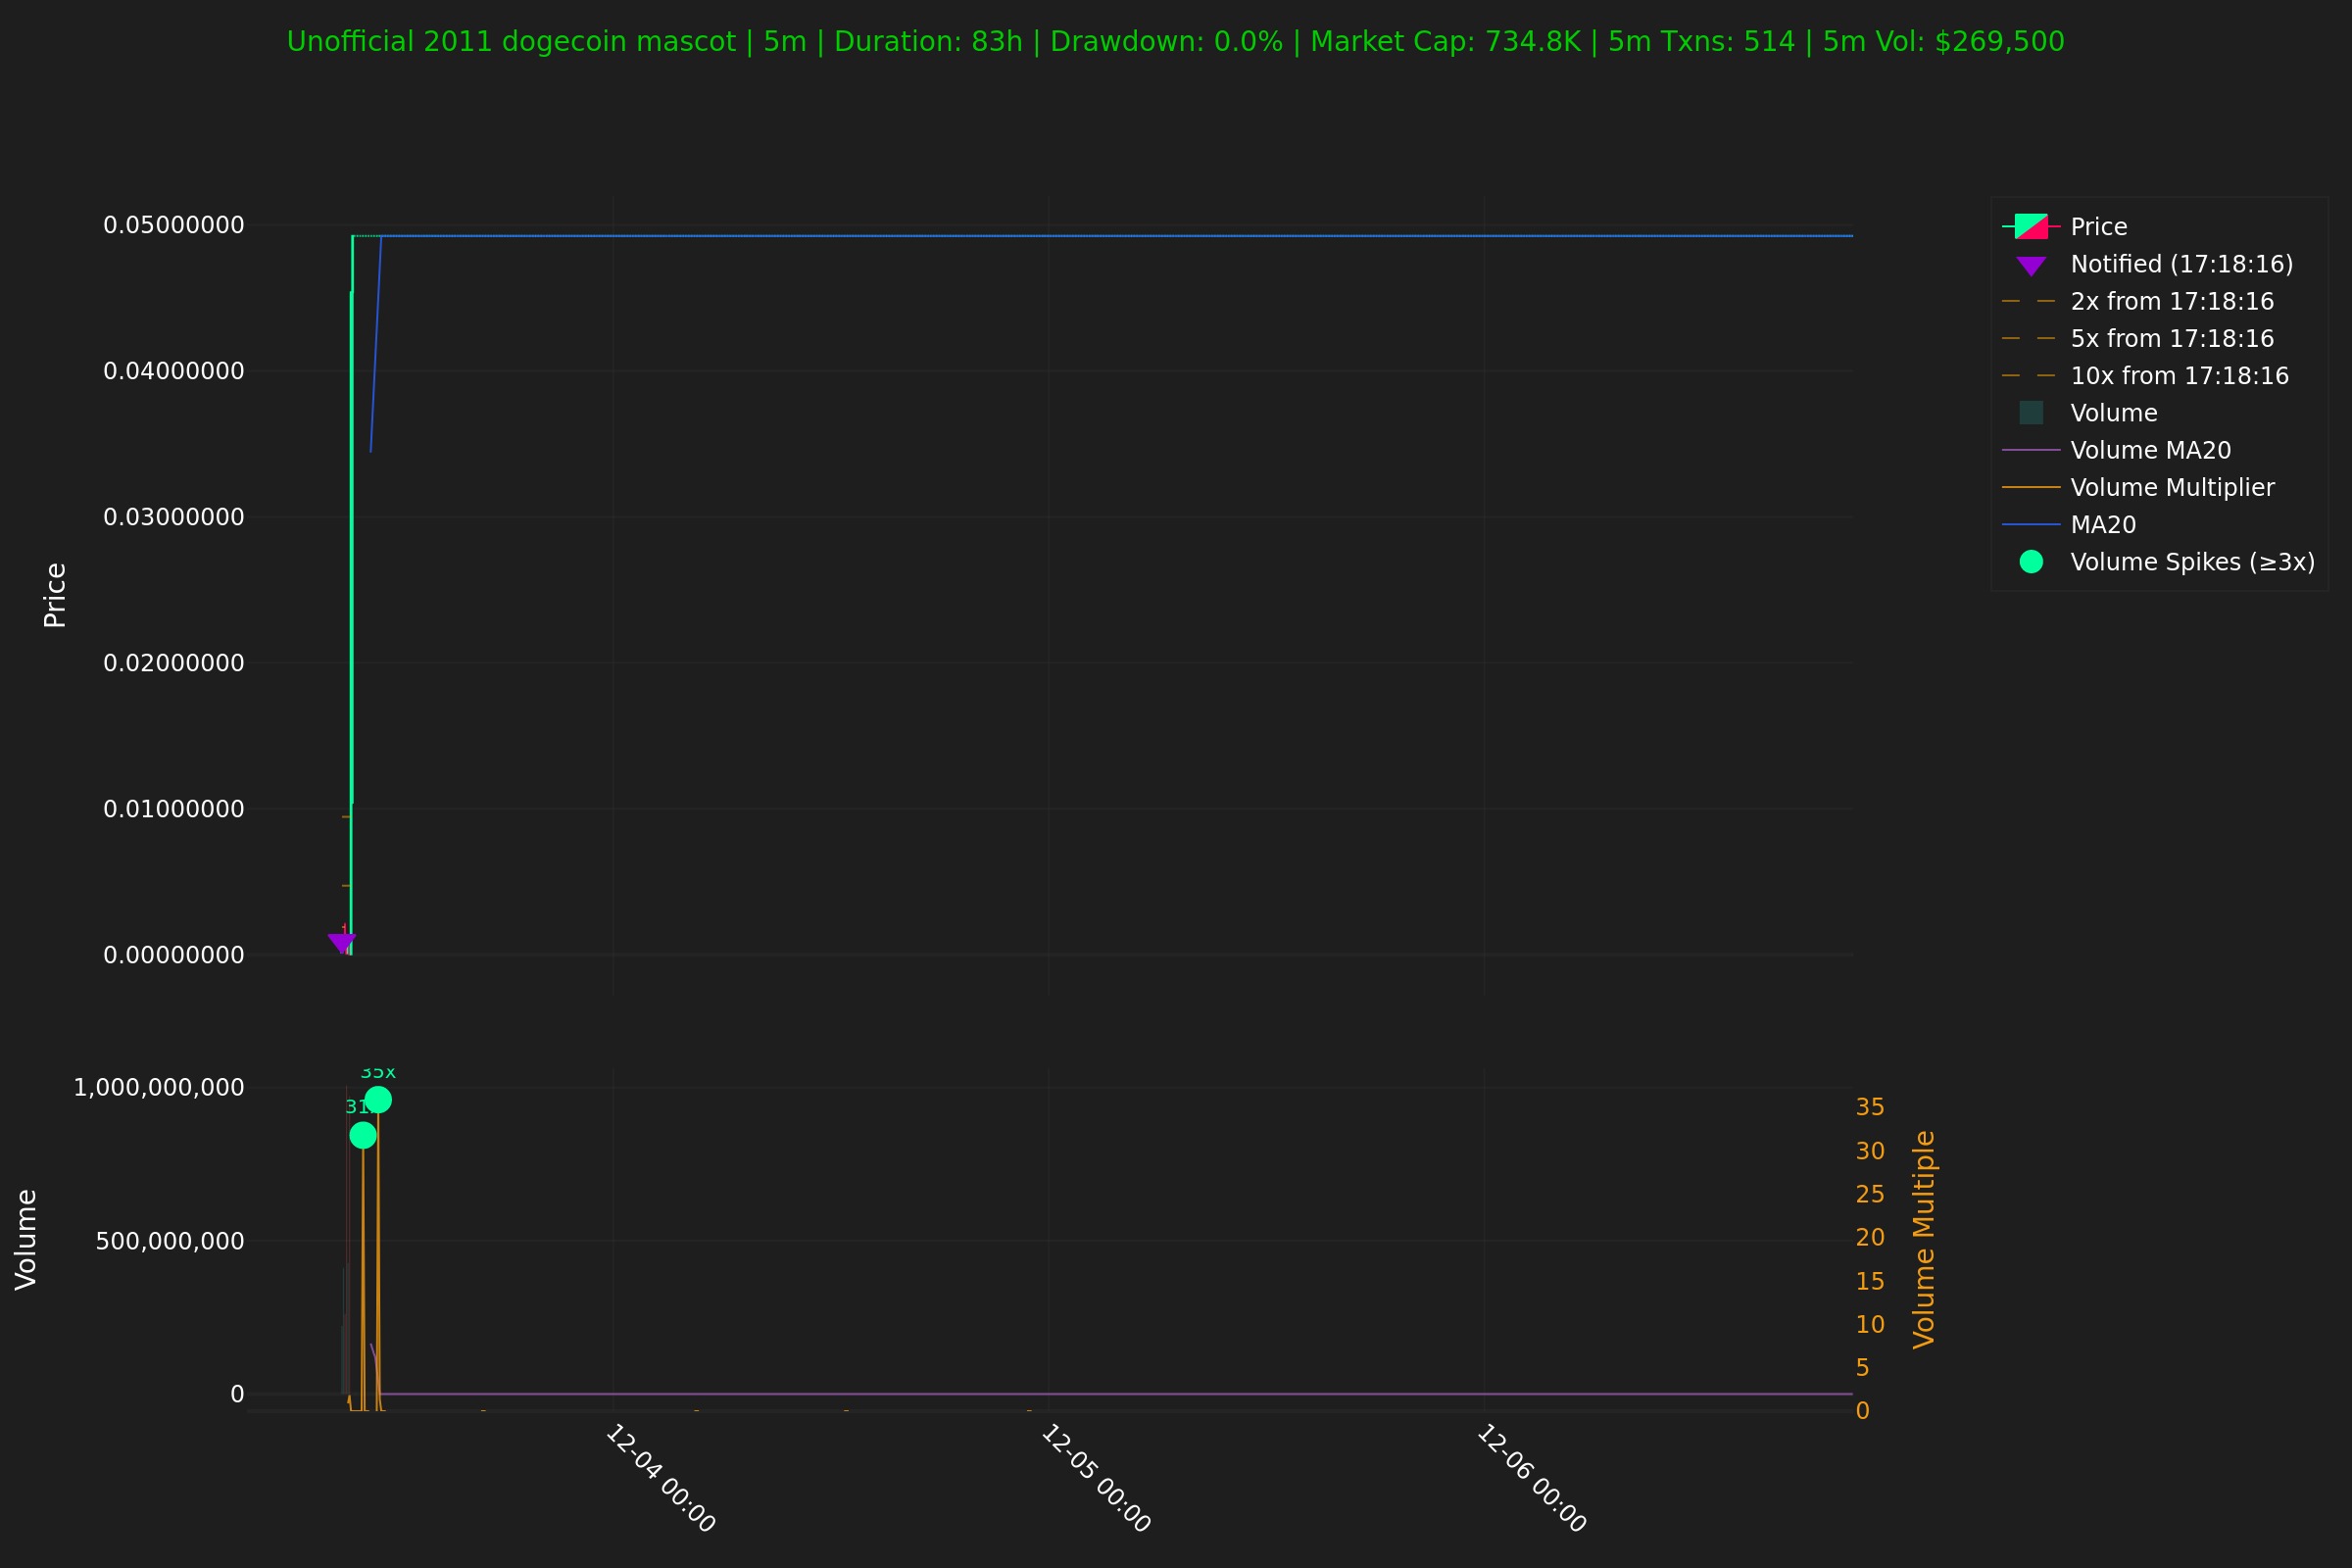 Unofficial 2011 dogecoin mascot | 5m | Duration: 83h | Drawdown: 0.0% | Market Cap: 734.8K | 5m Txns: 514 | 5m Vol: $269,500
Price
0.05000000
0.04000000
0.03000000
0.02000000
0.01000000
0.00000000
Price
Notified (17:18:16)
2x from 17:18:16
5x from 17:18:16
10x from 17:18:16
Volume
Volume MA20
Volume Multiplier
MA20
Volume Spikes (≥3x)
Volume
1,000,000,000
500,000,000
0
35x
35
30
25
20
15
10
5
0
Volume Multiple
12-04 00:00
12-05 00:00
12-06 00:00